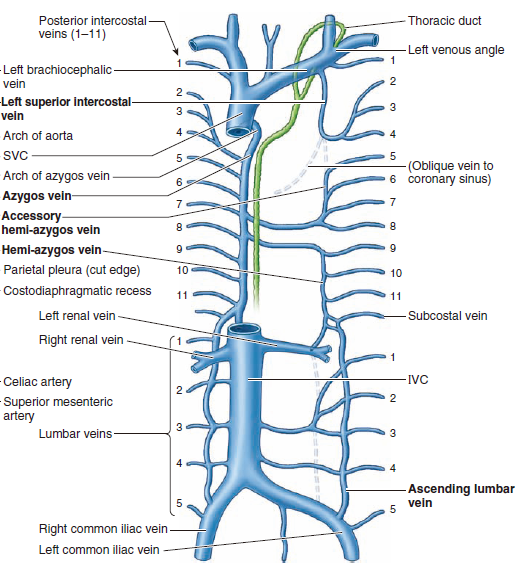 Posterior intercostal
veins (1–11)
Thoracic duct
Left venous angle
Left brachiocephalic
vein
Left superior intercostal
vein
Arch of aorta
SVC
Arch of azygos vein
Azygos vein
Accessory
hemi-azygos vein
Hemi-azygos vein
Parietal pleura (cut edge)
Costodiaphragmatic recess
Left renal vein
Right renal vein
Celiac artery
Superior mesenteric
artery
Lumbar veins
Right common iliac vein
Left common iliac vein
1
2
3
4
5
6
7
8
9
10
11
1
2
3
4
5
1
2
3
4
5
6
7
8
9
10
11
(Oblique vein to
coronary sinus)
Subcostal vein
1
IVC
2
3
4
Ascending lumbar
vein
5